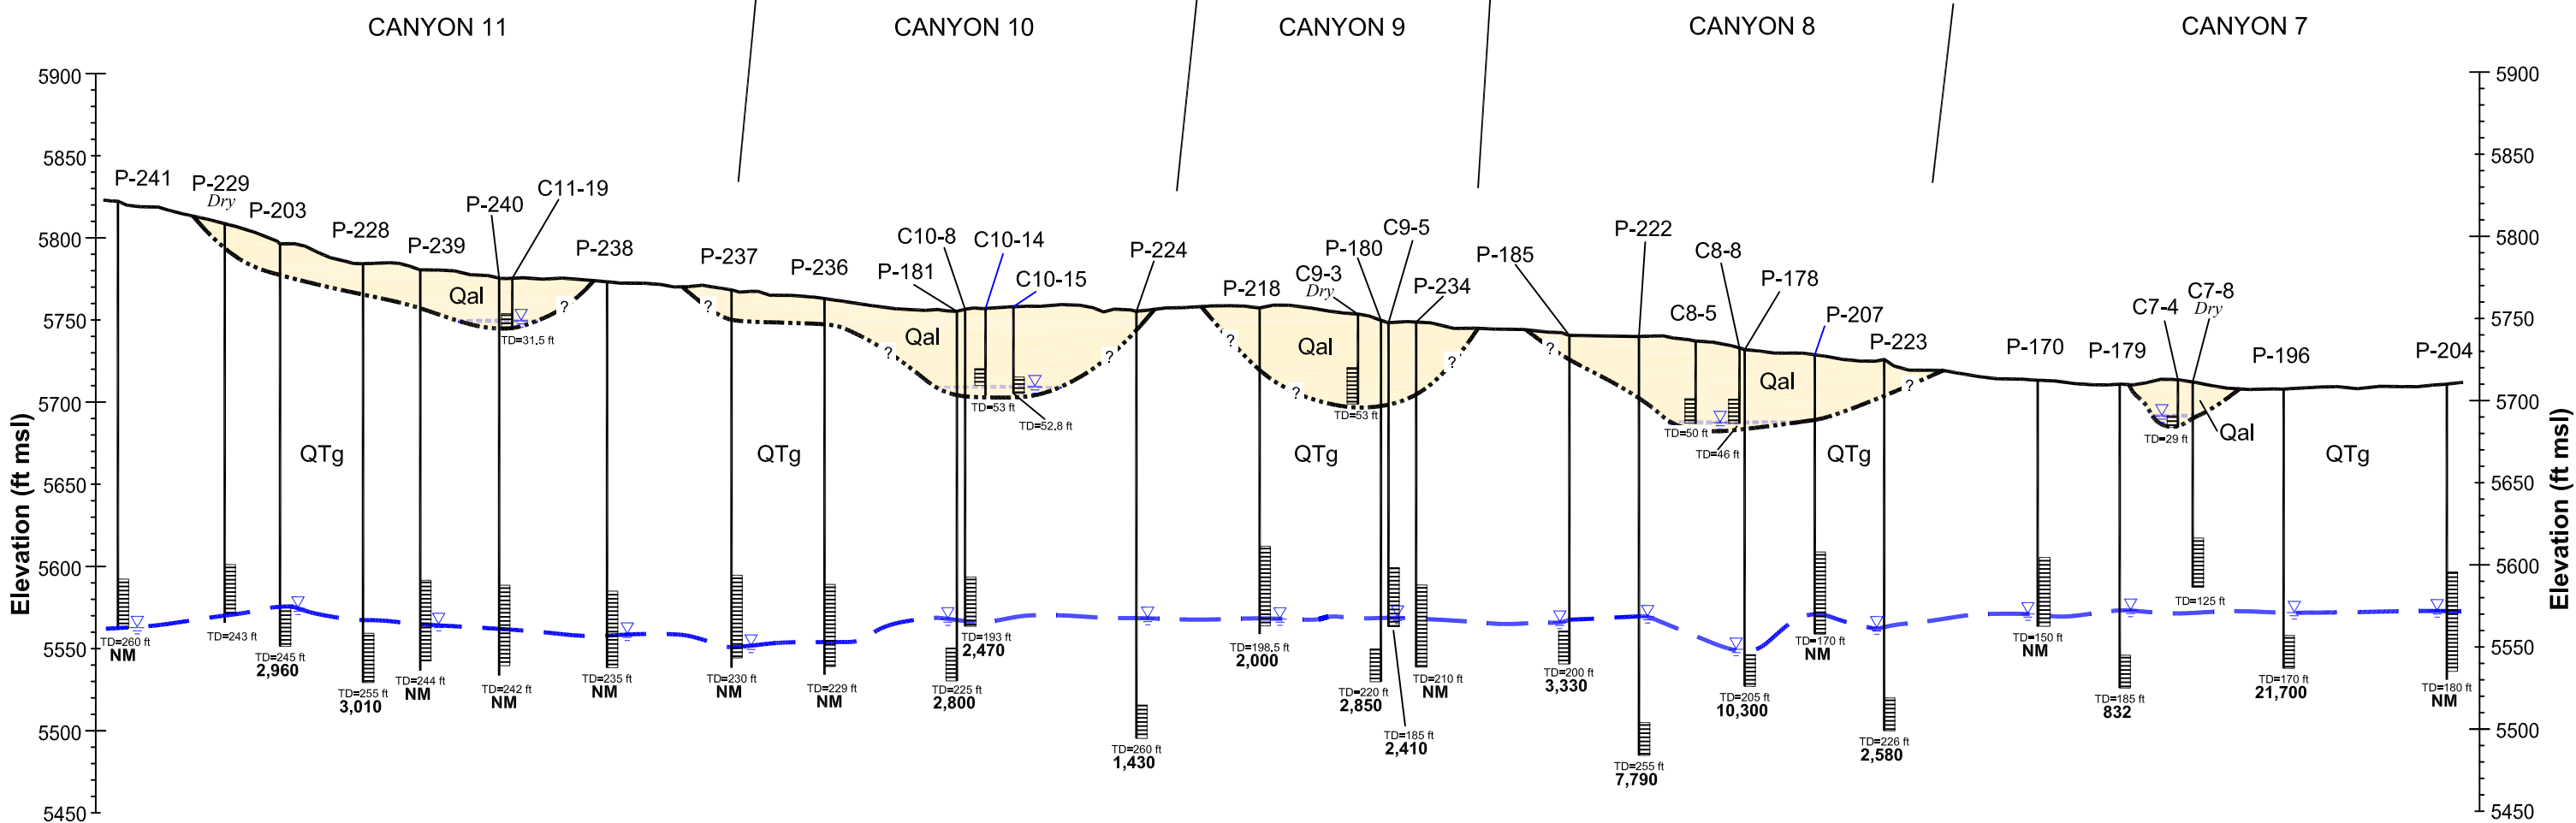 CANYON 11
CANYON 10
CANYON 9
CANYON 8
CANYON 7
5900
5850
5800
5750
5700
5650
5600
5550
5500
5450
Elevation (ft msl)
P-241
P-229
Dry
P-203
P-228
P-239
P-240
C11-19
P-238
P-237
P-236
P-181
C10-8
C10-14
C10-15
P-224
P-218
C9-3
Dry
P-180
C9-5
P-234
P-185
P-222
C8-5
C8-8
P-178
P-207
P-223
P-170
P-179
C7-4
C7-8
Dry
P-196
P-204
Qal
?
TD=31.5 ft
?
Qal
?
?
TD=53 ft
TD=52.8 ft
?
Qal
?
?
TD=53 ft
?
Qal
?
TD=50 ft
TD=46 ft
Qal
TD=29 ft
QTg
QTg
QTg
QTg
QTg
TD=260 ft
NM
TD=243 ft
TD=245 ft
2,960
TD=255 ft
3,010
TD=244 ft
NM
TD=242 ft
NM
TD=235 ft
NM
TD=230 ft
NM
TD=229 ft
NM
TD=225 ft
2,800
TD=193 ft
2,470
TD=260 ft
1,430
TD=198.5 ft
2,000
TD=220 ft
2,850
TD=185 ft
2,410
TD=210 ft
NM
TD=200 ft
3,330
TD=255 ft
7,790
TD=205 ft
10,300
TD=170 ft
NM
TD=226 ft
2,580
TD=150 ft
NM
TD=185 ft
832
TD=125 ft
TD=170 ft
21,700
TD=180 ft
NM
5900
5850
5800
5750
5700
5650
5600
5550
5500
5450
Elevation (ft msl)